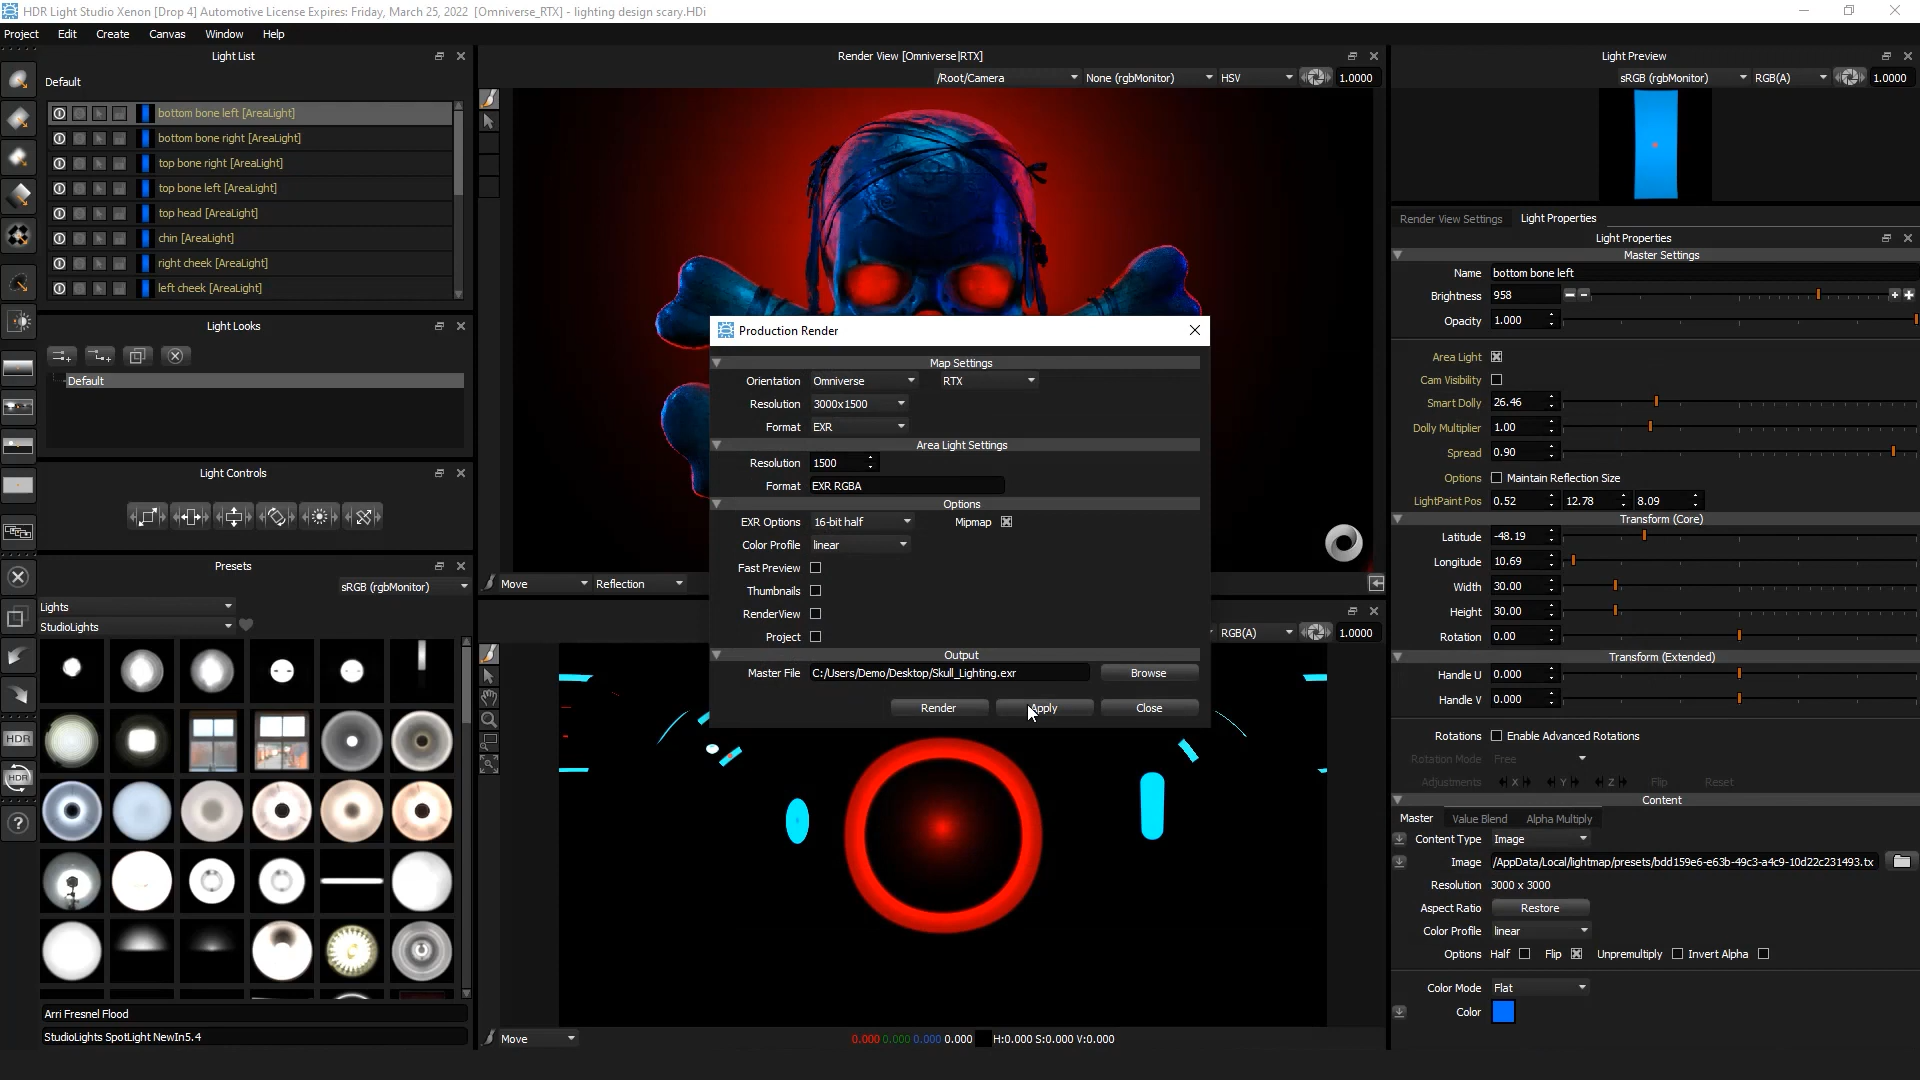 HDR Light Studio Xenon [Drop 4] Automotive License Expires: Friday, March 25, 2022 [Omniverse_RTX] - lighting design scary.HDi
Project Edit Create Canvas Window Help
Light List
Default
bottom bone left [AreaLight]
bottom bone right [AreaLight]
top bone right [AreaLight]
top bone left [AreaLight]
top head [AreaLight]
chin [AreaLight]
right cheek [AreaLight]
left cheek [AreaLight]
Light Looks
Default
Light Controls
Presets
sRGB (rgbMonitor)
Lights
StudioLights
HDR
HDR
?
Arri Fresnel Flood
StudioLights SpotLight NewIn5.4
Render View [Omniverse|RTX]
/Root/Camera None (rgbMonitor) HSV 1.0000
Move Reflection
RGB(A) 1.0000
Move 0.000 0.000 0.000 0.000 H:0.000 S:0.000 V:0.000
Production Render
Map Settings
Orientation Omniverse RTX
Resolution 3000x1500
Format EXR
Area Light Settings
Resolution 1500
Format EXR RGBA
Options
EXR Options 16-bit half Mipmap
Color Profile linear
Fast Preview
Thumbnails
RenderView
Project
Output
Master File C:/Users/Demo/Desktop/Skull_Lighting.exr Browse
Render Apply Close
Light Preview
sRGB (rgbMonitor) RGB(A) 1.0000
Render View Settings Light Properties
Light Properties
Master Settings
Name bottom bone left
Brightness 958
Opacity 1.000
Area Light
Cam Visibility
Smart Dolly 26.46
Dolly Multiplier 1.00
Spread 0.90
Options Maintain Reflection Size
LightPaint Pos 0.52 12.78 8.09
Transform (Core)
Latitude -48.19
Longitude 10.69
Width 30.00
Height 30.00
Rotation 0.00
Transform (Extended)
Handle U 0.000
Handle V 0.000
Rotations Enable Advanced Rotations
Rotation Mode Free
Adjustments X Y Z Flip Reset
Content
Master Value Blend Alpha Multiply
Content Type Image
Image /AppData/Local/lightmap/presets/bdd159e6-e63b-49c3-a4c9-10d22c231493.tx
Resolution 3000 x 3000
Aspect Ratio Restore
Color Profile linear
Options Half Flip Unpremultiply Invert Alpha
Color Mode Flat
Color